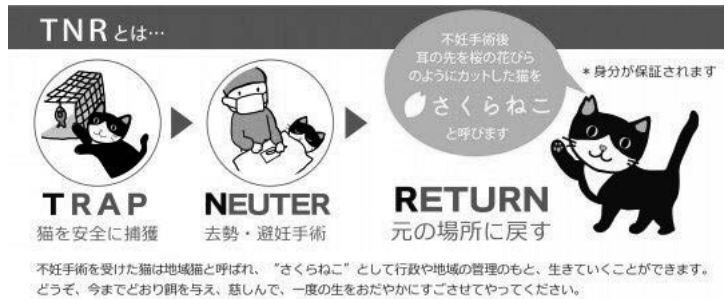 TNRとは…
不妊手術後
耳の先を桜の花びら
のようにカットした猫を
さくらねこ
と呼びます
*身分が保証されます
TRAP
猫を安全に捕獲
NEUTER
去勢・避妊手術
RETURN
元の場所に戻す
不妊手術を受けた猫は地域猫と呼ばれ、“さくらねこ”として行政や地域の管理のもと、生きていくことができます。
どうぞ、今までどおり餌を与え、慈しんで、一度の生をおだやかにすごさせてやってください。